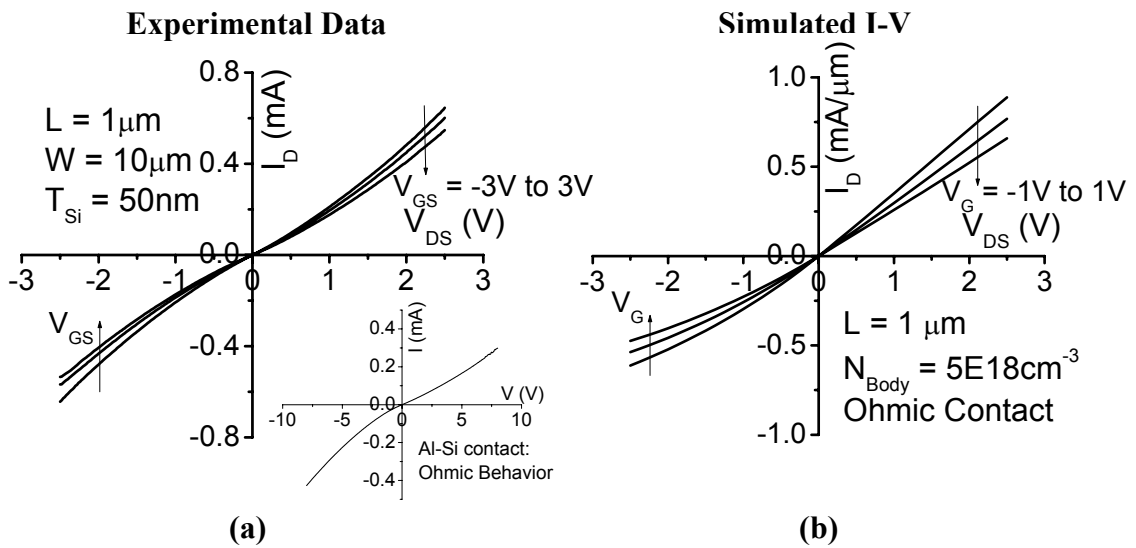 Experimental Data
L = 1μm
W = 10μm
T_Si = 50nm
I_D (mA)
0.8
0.4
0.0
-0.4
-0.8
-3 -2 -1 0 1 2 3
V_GS = -3V to 3V
V_DS (V)
V_GS
I (mA)
0.4
0.2
0.0
-0.2
-0.4
-10 -5 0 5 10
V (V)
Al-Si contact:
Ohmic Behavior
(a)
Simulated I-V
I_D (mA/μm)
1.0
0.5
0.0
-0.5
-1.0
-3 -2 -1 0 1 2 3
V_G = -1V to 1V
V_DS (V)
V_G
L = 1 μm
N_Body = 5E18cm⁻³
Ohmic Contact
(b)